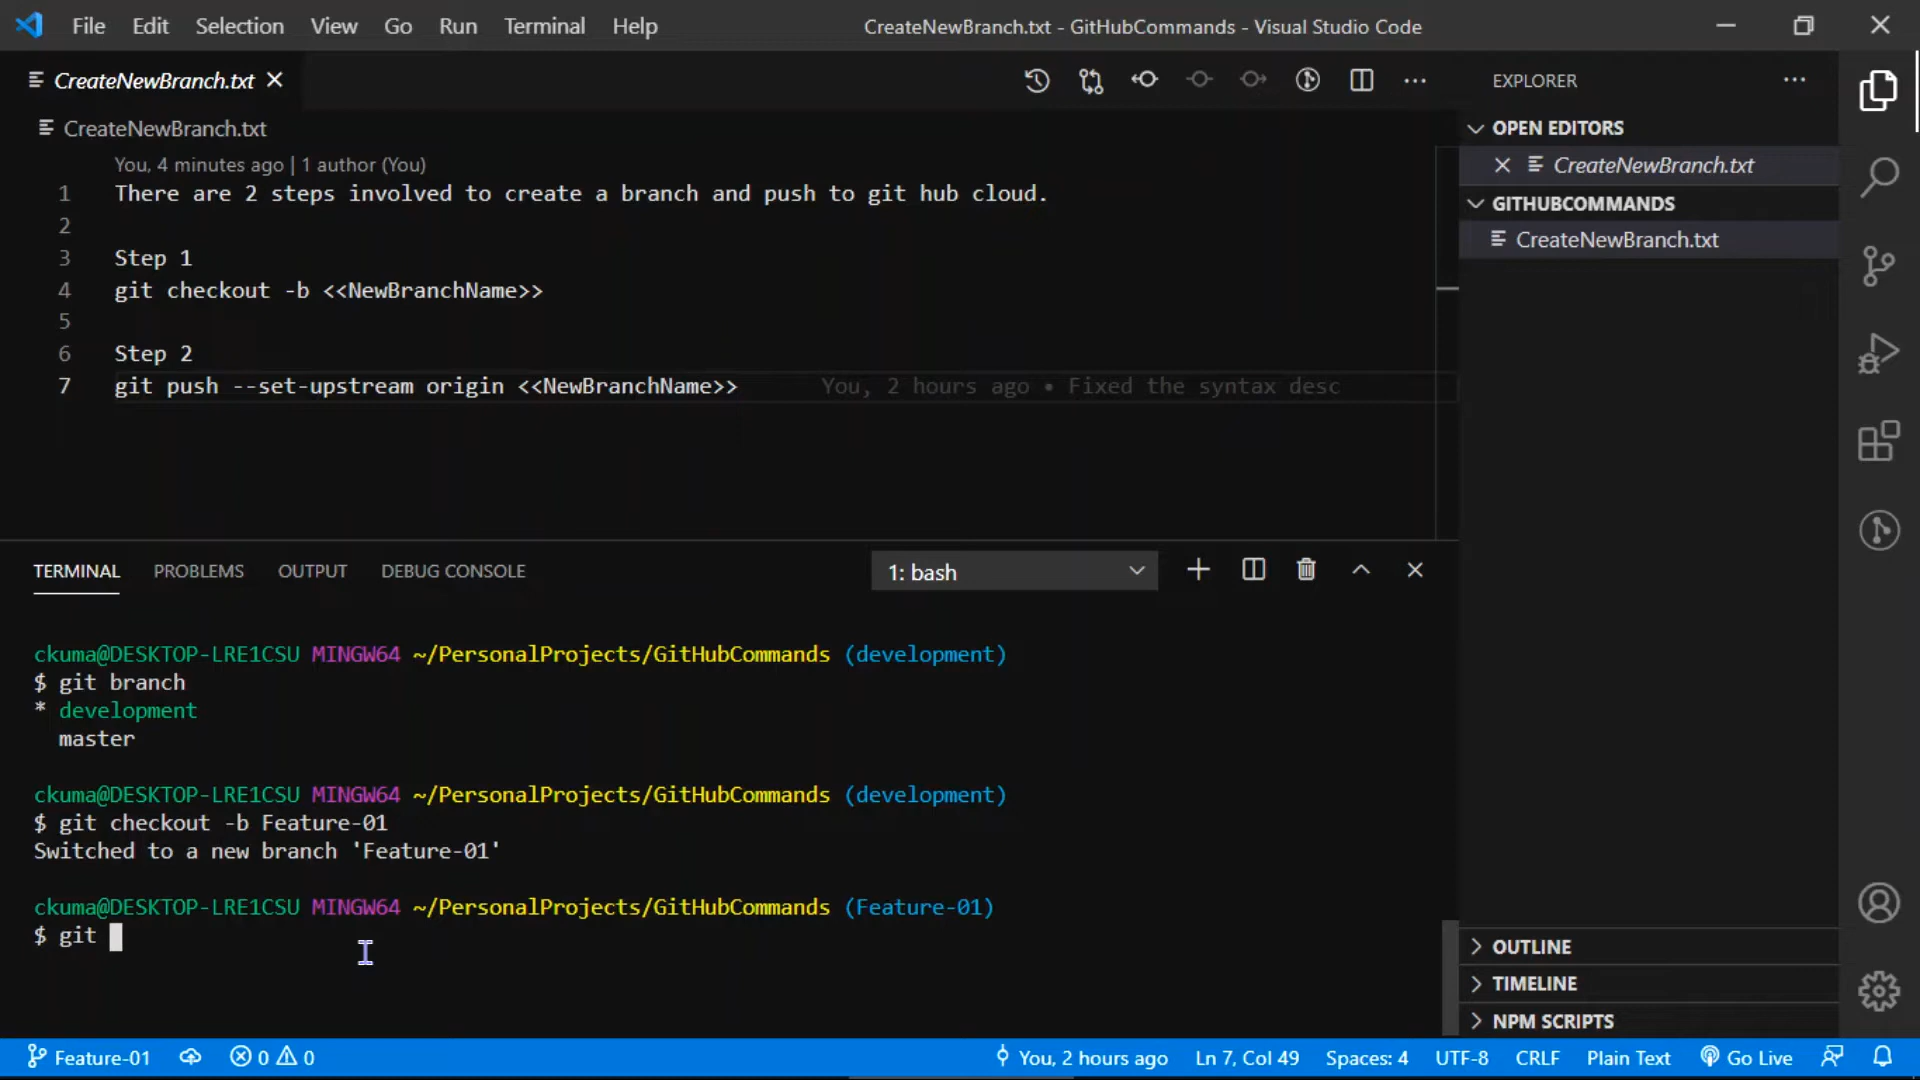 File Edit Selection View Go Run Terminal Help CreateNewBranch.txt - GitHubCommands - Visual Studio Code
CreateNewBranch.txt
CreateNewBranch.txt
You, 4 minutes ago | 1 author (You)
1 There are 2 steps involved to create a branch and push to git hub cloud.
2
3 Step 1
4 git checkout -b <<NewBranchName>>
5
6 Step 2
7 git push --set-upstream origin <<NewBranchName>> You, 2 hours ago • Fixed the syntax desc
EXPLORER
OPEN EDITORS
CreateNewBranch.txt
GITHUBCOMMANDS
CreateNewBranch.txt
OUTLINE
TIMELINE
NPM SCRIPTS
TERMINAL PROBLEMS OUTPUT DEBUG CONSOLE 1: bash
ckuma@DESKTOP-LRE1CSU MINGW64 ~/PersonalProjects/GitHubCommands (development)
$ git branch
* development
master
ckuma@DESKTOP-LRE1CSU MINGW64 ~/PersonalProjects/GitHubCommands (development)
$ git checkout -b Feature-01
Switched to a new branch 'Feature-01'
ckuma@DESKTOP-LRE1CSU MINGW64 ~/PersonalProjects/GitHubCommands (Feature-01)
$ git
Feature-01 0 0 You, 2 hours ago Ln 7, Col 49 Spaces: 4 UTF-8 CRLF Plain Text Go Live